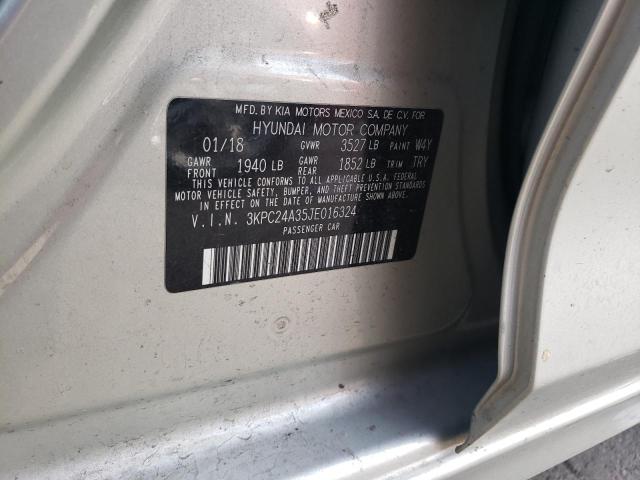 MFD. BY KIA MOTORS MEXICO S.A. DE C.V. FOR
HYUNDAI MOTOR COMPANY
01/18 GVWR 3527 LB PAINT W4Y
GAWR FRONT 1940 LB GAWR REAR 1852 LB TRIM TRY
THIS VEHICLE CONFORMS TO ALL APPLICABLE U.S.A. FEDERAL
MOTOR VEHICLE SAFETY, BUMPER, AND THEFT PREVENTION STANDARDS
IN EFFECT ON THE DATE OF MANUFACTURE SHOWN ABOVE.
V.I.N. 3KPC24A35JE016324
PASSENGER CAR